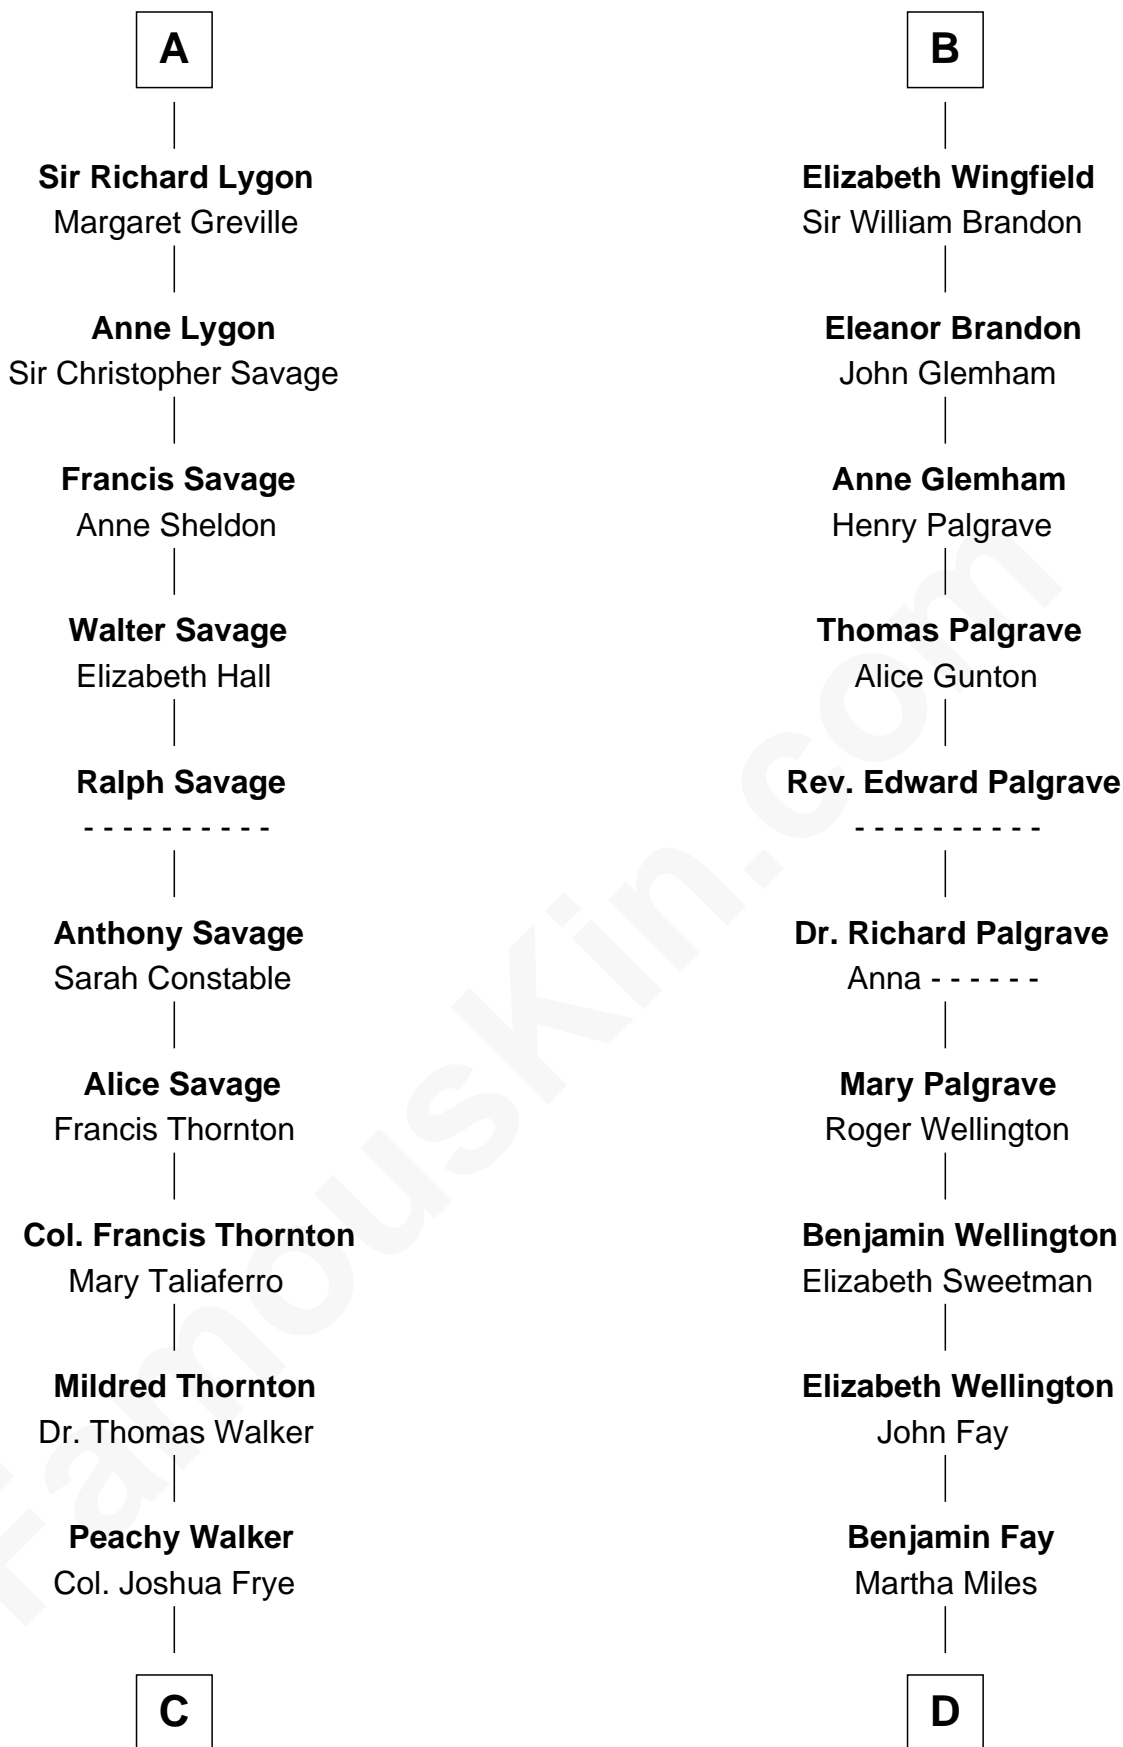 A
Sir Richard Lygon
Margaret Greville
Anne Lygon
Sir Christopher Savage
Francis Savage
Anne Sheldon
Walter Savage
Elizabeth Hall
Ralph Savage
- - - - - - - - - -
Anthony Savage
Sarah Constable
Alice Savage
Francis Thornton
Col. Francis Thornton
Mary Taliaferro
Mildred Thornton
Dr. Thomas Walker
Peachy Walker
Col. Joshua Frye
C
B
Elizabeth Wingfield
Sir William Brandon
Eleanor Brandon
John Glemham
Anne Glemham
Henry Palgrave
Thomas Palgrave
Alice Gunton
Rev. Edward Palgrave
- - - - - - - - - -
Dr. Richard Palgrave
Anna - - - - - -
Mary Palgrave
Roger Wellington
Benjamin Wellington
Elizabeth Sweetman
Elizabeth Wellington
John Fay
Benjamin Fay
Martha Miles
D
FamousKin.com